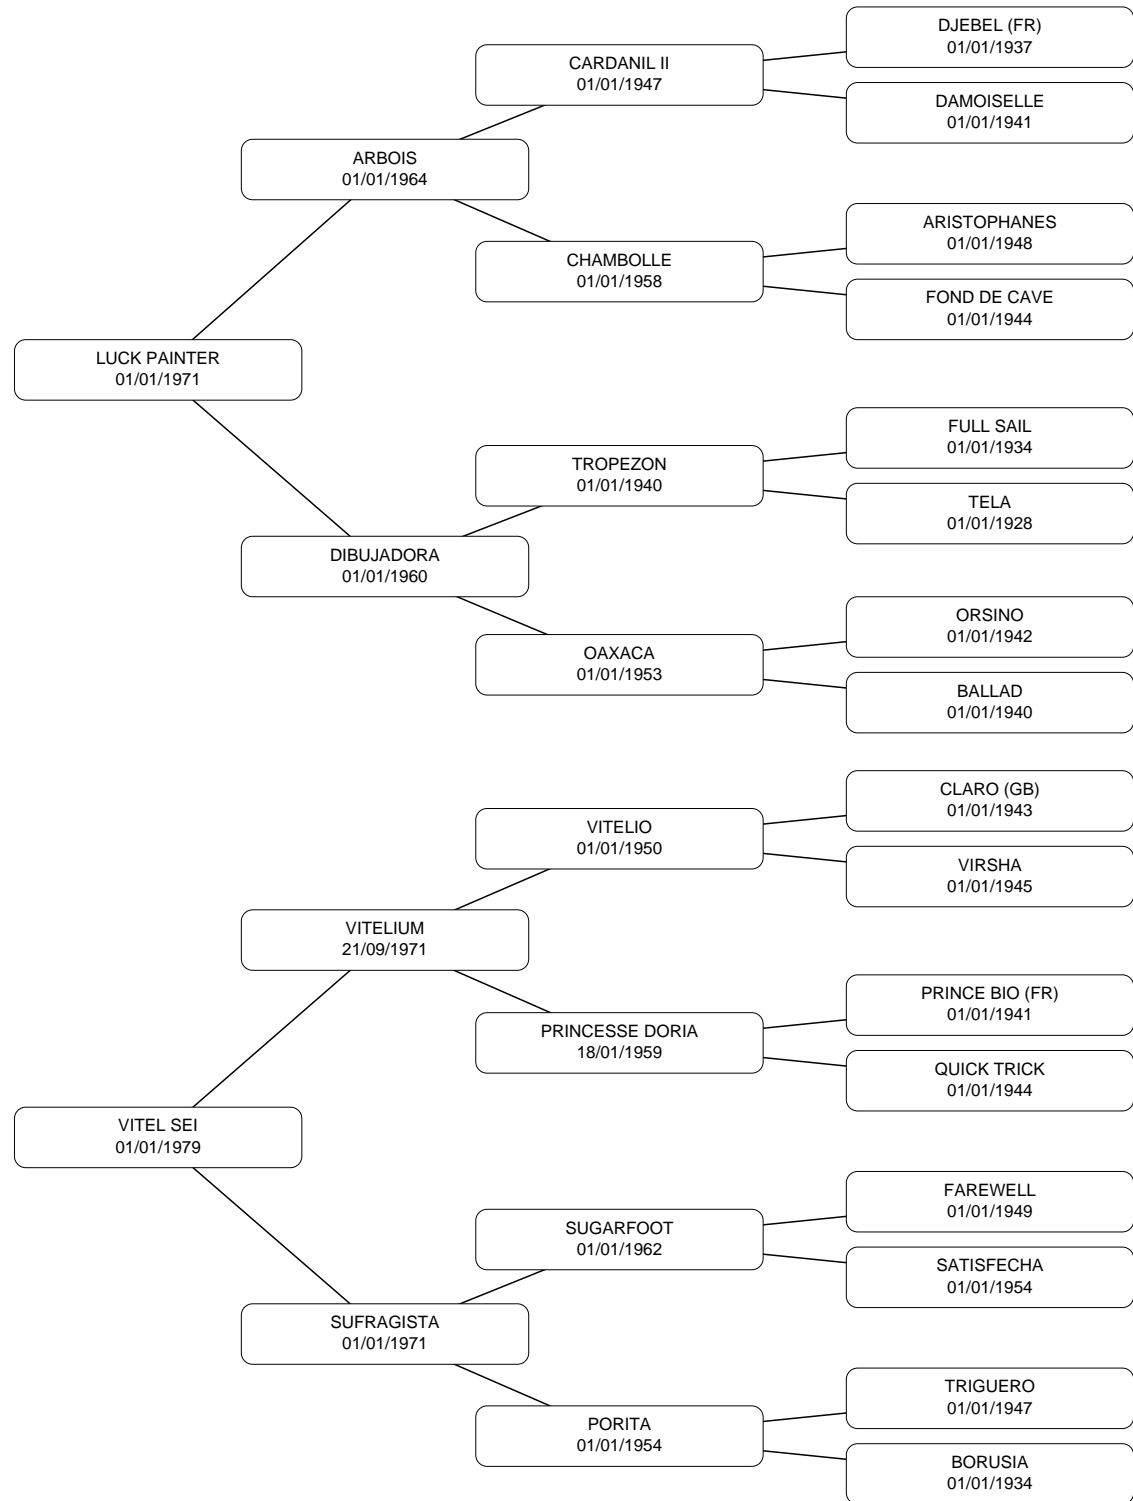 DJEBEL (FR)
01/01/1937
CARDANIL II
01/01/1947
DAMOISELLE
01/01/1941
ARBOIS
01/01/1964
ARISTOPHANES
01/01/1948
CHAMBOLLE
01/01/1958
FOND DE CAVE
01/01/1944
LUCK PAINTER
01/01/1971
FULL SAIL
01/01/1934
TROPEZON
01/01/1940
TELA
01/01/1928
DIBUJADORA
01/01/1960
ORSINO
01/01/1942
OAXACA
01/01/1953
BALLAD
01/01/1940
CLARO (GB)
01/01/1943
VITELIO
01/01/1950
VIRSHA
01/01/1945
VITELIUM
21/09/1971
PRINCE BIO (FR)
01/01/1941
PRINCESSE DORIA
18/01/1959
QUICK TRICK
01/01/1944
VITEL SEI
01/01/1979
FAREWELL
01/01/1949
SUGARFOOT
01/01/1962
SATISFECHA
01/01/1954
SUFRAGISTA
01/01/1971
TRIGUERO
01/01/1947
PORITA
01/01/1954
BORUSIA
01/01/1934